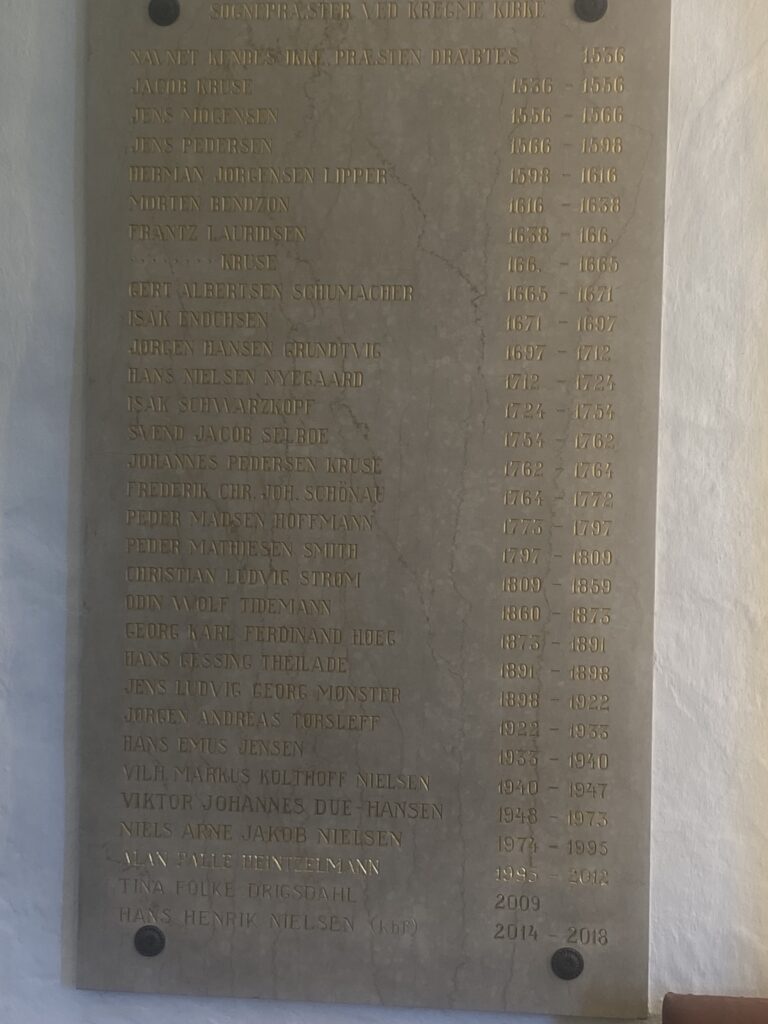 SOGNEPRÆSTER VED KREGME KIRKE
NAVNET KENDES IKKE. PRÆSTEN DRÆBTES 1536
JACOB KRUSE 1536 - 1556
JENS MOGENSEN 1556 - 1566
JENS PEDERSEN 1566 - 1598
HERMAN JØRGENSEN LIPPER 1598 - 1616
MORTEN BENDZON 1616 - 1638
FRANTZ LAURIDSEN 1638 - 166.
········ KRUSE 166. - 1665
GERT ALBERTSEN SCHUMACHER 1665 - 1671
ISAK ENOCHSEN 1671 - 1697
JØRGEN HANSEN GRUNDTVIG 1697 - 1712
HANS NIELSEN NYEGAARD 1712 - 1724
ISAK SCHWARZKOPF 1724 - 1754
SVEND JACOB SELBOE 1754 - 1762
JOHANNES PEDERSEN KRUSE 1762 - 1764
FREDERIK CHR. JOH. SCHÖNAU 1764 - 1772
PEDER MADSEN HOFFMANN 1773 - 1797
PEDER MATHIESEN SMITH 1797 - 1809
CHRISTIAN LUDVIG STRØM 1809 - 1859
ODIN WOLF TIDEMANN 1860 - 1873
GEORG KARL FERDINAND HØEG 1873 - 1891
HANS GESSING THEILADE 1891 - 1898
JENS LUDVIG GEORG MØNSTER 1898 - 1922
JØRGEN ANDREAS TORSLEFF 1922 - 1933
HANS EMUS JENSEN 1933 - 1940
VILH. MARKUS KOLTHOFF NIELSEN 1940 - 1947
VIKTOR JOHANNES DUE-HANSEN 1948 - 1973
NIELS ARNE JAKOB NIELSEN 1974 - 1995
ALAN PALLE HEINTZELMANN 1995 - 2012
TINA FOLKE DRIGSDAHL 2009
HANS HENRIK NIELSEN (kbf) 2014 - 2018